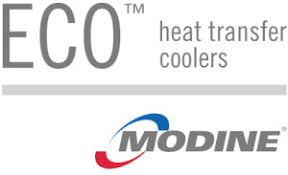 ECO™ heat transfer
coolers
MODINE®